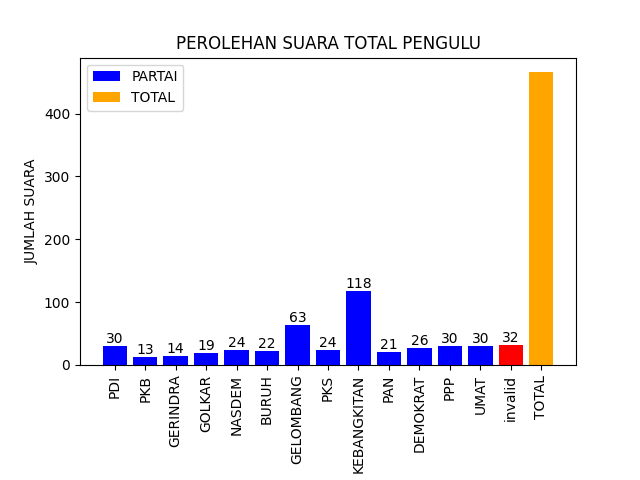 PEROLEHAN SUARA TOTAL PENGULU
PARTAI
TOTAL
JUMLAH SUARA
400
300
200
100
0
30
13
14
19
24
22
63
24
118
21
26
30
30
32
PDI
PKB
GERINDRA
GOLKAR
NASDEM
BURUH
GELOMBANG
PKS
KEBANGKITAN
PAN
DEMOKRAT
PPP
UMAT
invalid
TOTAL